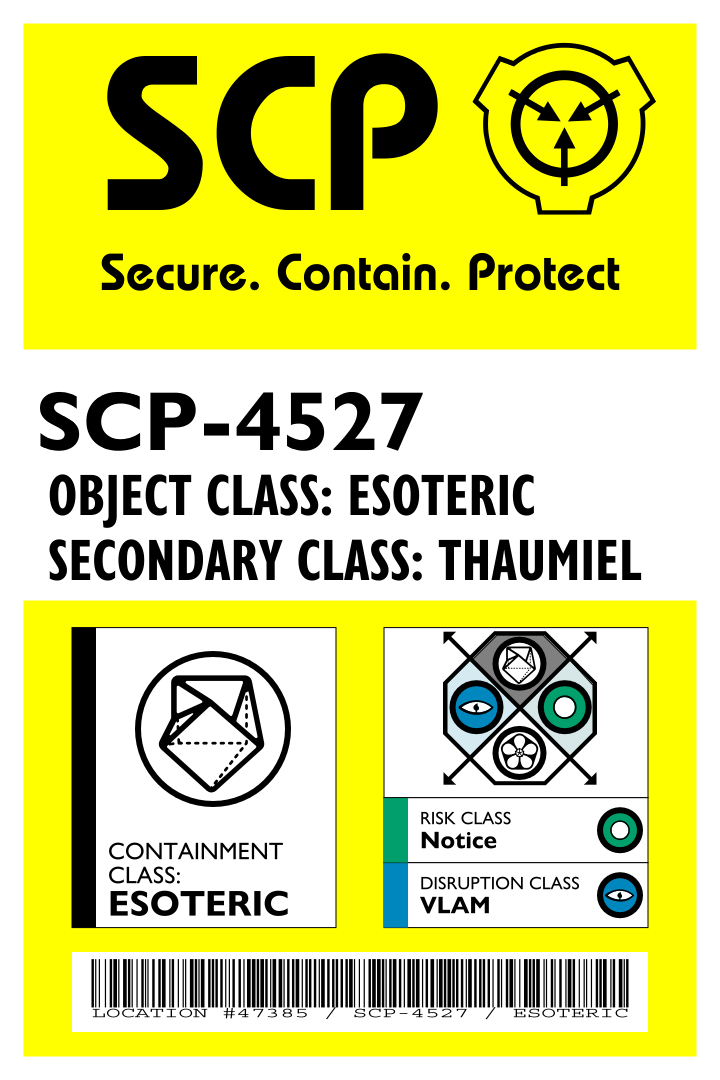 SCP
Secure. Contain. Protect
SCP-4527
OBJECT CLASS: ESOTERIC
SECONDARY CLASS: THAUMIEL
CONTAINMENT
CLASS:
ESOTERIC
RISK CLASS
Notice
DISRUPTION CLASS
VLAM
LOCATION #47385 / SCP-4527 / ESOTERIC